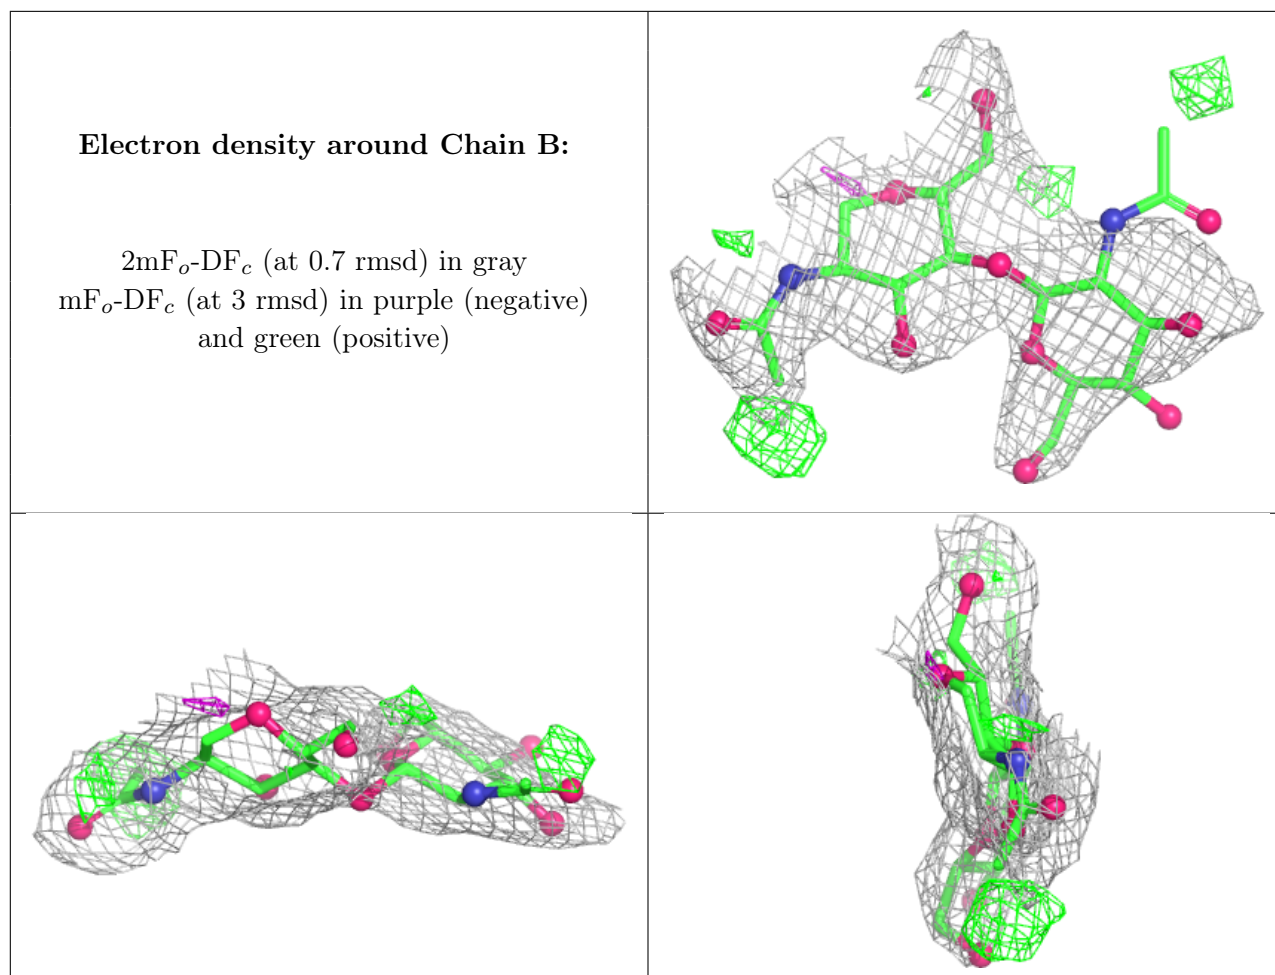 Electron density around Chain B:
2mFo-DFc (at 0.7 rmsd) in gray
mFo-DFc (at 3 rmsd) in purple (negative)
and green (positive)